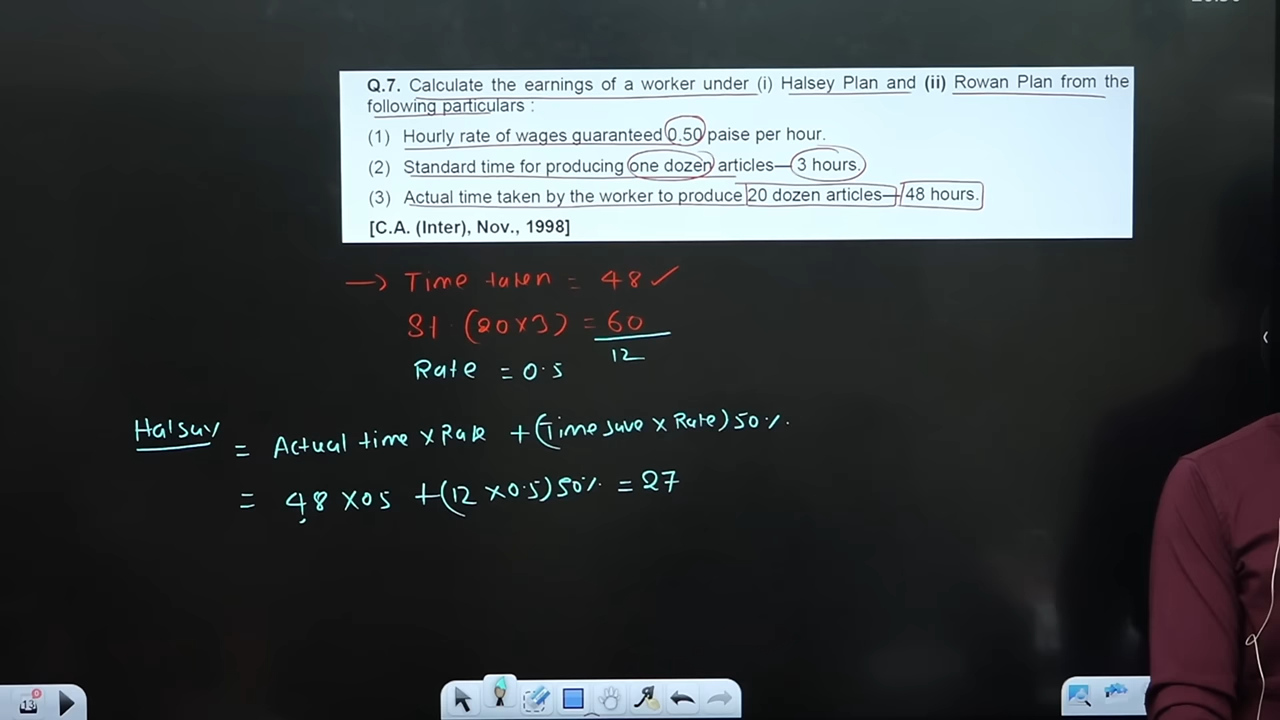 Q.7. Calculate the earnings of a worker under (i) Halsey Plan and (ii) Rowan Plan from the
following particulars :
(1) Hourly rate of wages guaranteed 0.50 paise per hour.
(2) Standard time for producing one dozen articles—3 hours.
(3) Actual time taken by the worker to produce 20 dozen articles—48 hours.
[C.A. (Inter), Nov., 1998]
→ Time taken = 48 ✓
St. (20×3) = 60
12
Rate = 0.5
Halsay
= Actual time × Rate + (Time save × Rate) 50%.
= 48 × 05 + (12 × 0.5) 50% = 27
13